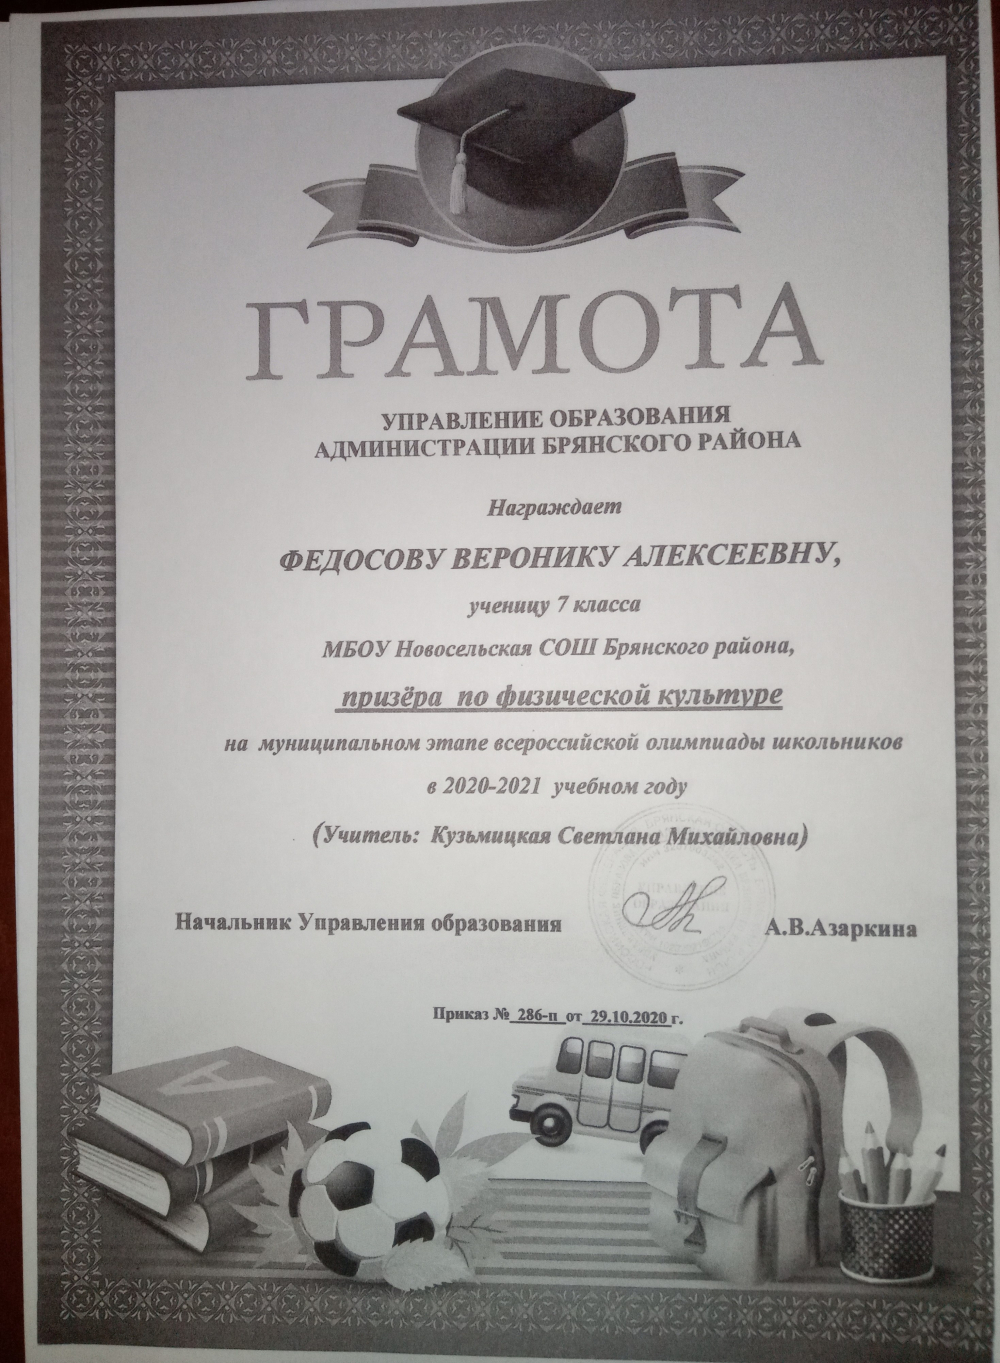 ГРАМОТА
УПРАВЛЕНИЕ ОБРАЗОВАНИЯ
АДМИНИСТРАЦИИ БРЯНСКОГО РАЙОНА
Награждает
ФЕДОСОВУ ВЕРОНИКУ АЛЕКСЕЕВНУ,
ученицу 7 класса
МБОУ Новосельская СОШ Брянского района,
призёра по физической культуре
на муниципальном этапе всероссийской олимпиады школьников
в 2020-2021 учебном году
(Учитель: Кузьмицкая Светлана Михайловна)
Начальник Управления образования А.В.Азаркина
Приказ № 286-п от 29.10.2020 г.
А